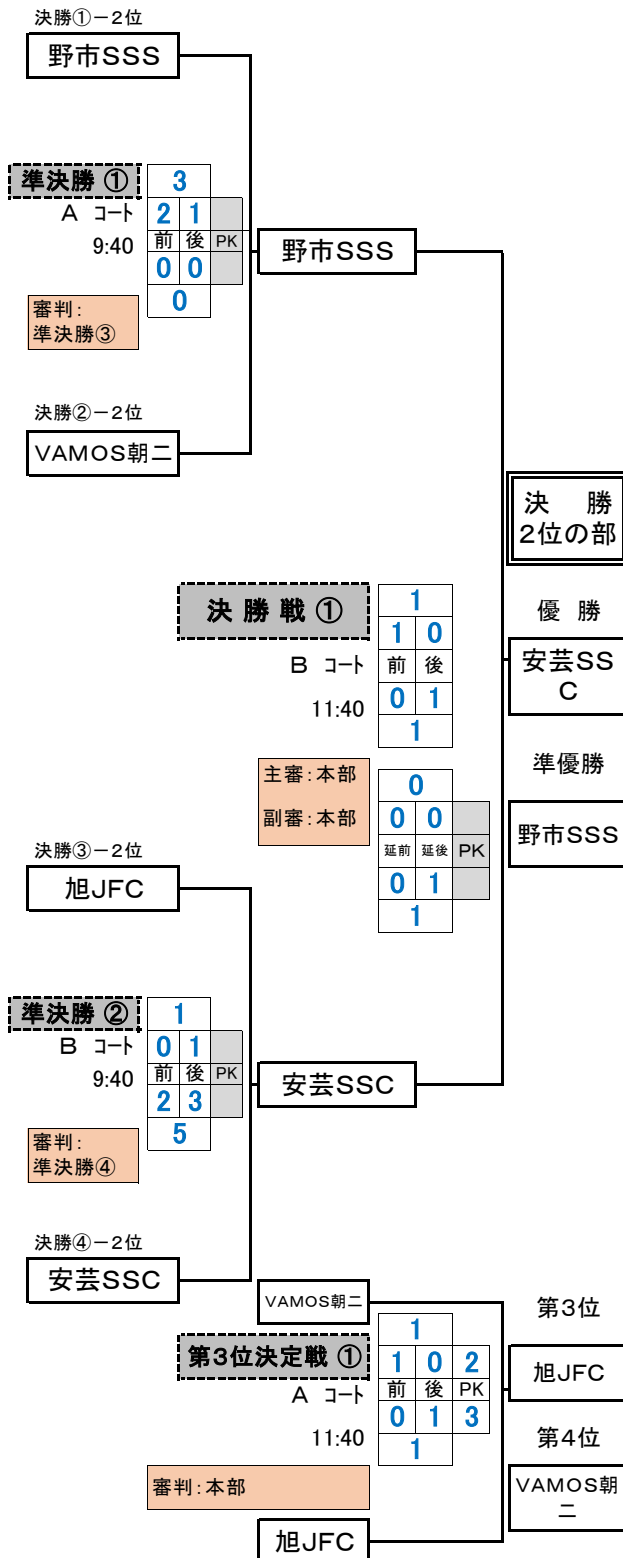 決勝①－2位
野市SSS
準決勝 ①
3
A コート
2 1
9:40
前 後 PK
野市SSS
0 0
0
審判：
準決勝③
決勝②－2位
VAMOS朝二
決　勝
2位の部
決 勝 戦 ①
1
優 勝
1 0
B コート
前 後
安芸SS
C
11:40
0 1
1
主審：本部
準優勝
0
副審：本部
0 0
野市SSS
延前 延後 PK
0 1
1
決勝③－2位
旭JFC
準決勝 ②
1
B コート
0 1
9:40
前 後 PK
安芸SSC
2 3
5
審判：
準決勝④
決勝④－2位
安芸SSC
VAMOS朝二
第3位
1
第3位決定戦 ①
1 0 2
旭JFC
A コート
前 後 PK
0 1 3
11:40
1
第4位
審判：本部
VAMOS朝
二
旭JFC